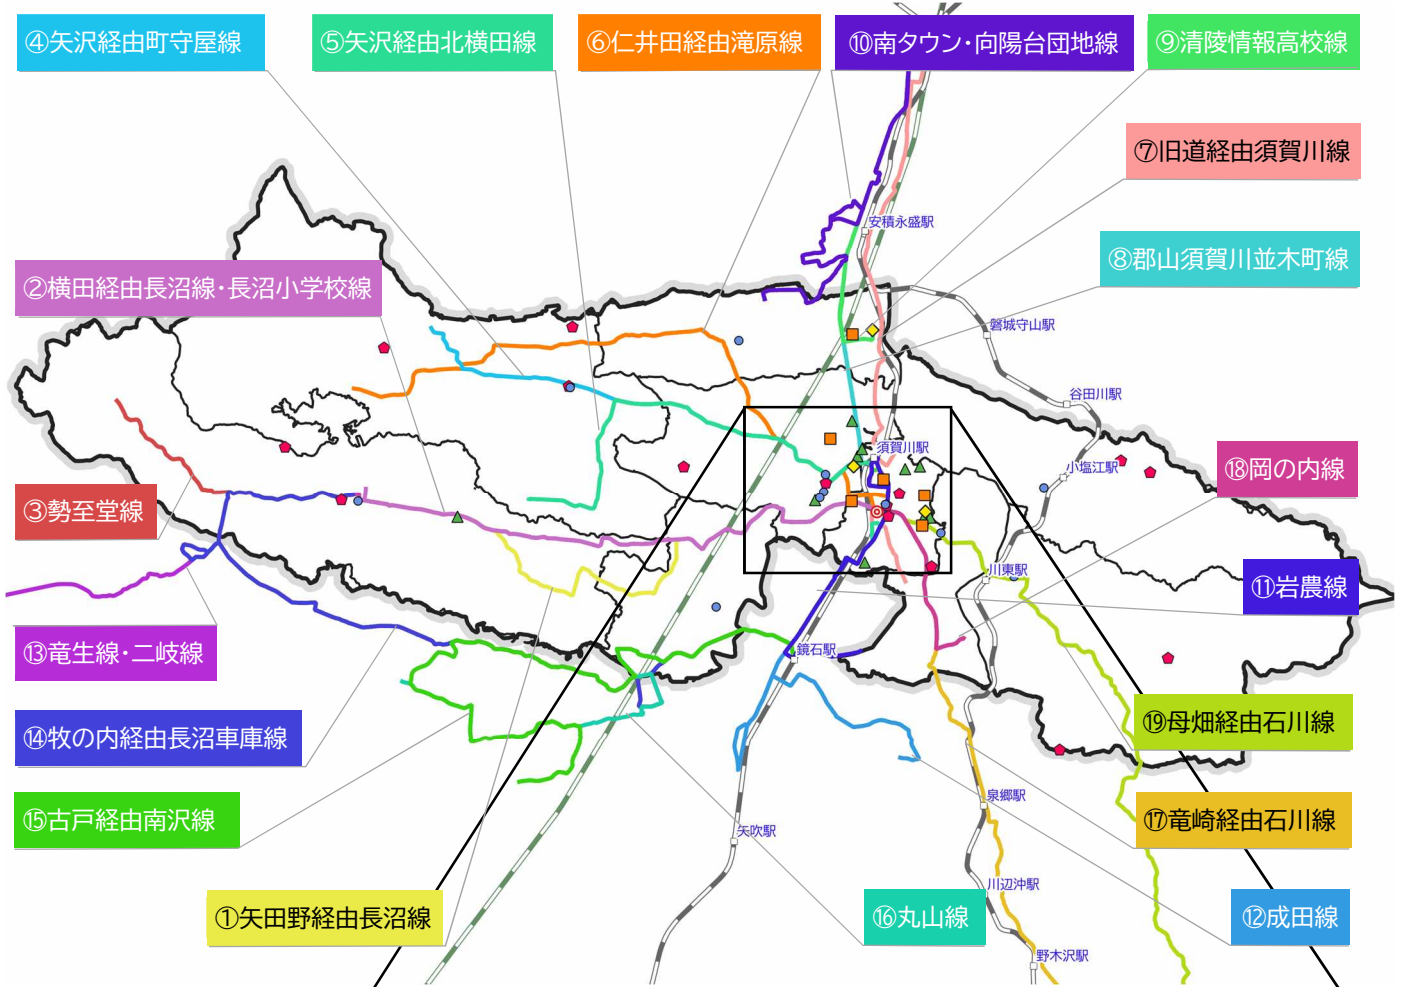 ④矢沢経由町守屋線
⑤矢沢経由北横田線
⑥仁井田経由滝原線
⑩南タウン・向陽台団地線
⑨清陵情報高校線
⑦旧道経由須賀川線
安積永盛駅
⑧郡山須賀川並木町線
②横田経由長沼線・長沼小学校線
磐城守山駅
谷田川駅
須賀川駅
小塩江駅
⑱岡の内線
③勢至堂線
川東駅
⑪岩農線
⑬竜生線・二岐線
鏡石駅
⑲母畑経由石川線
⑭牧の内経由長沼車庫線
泉郷駅
⑮古戸経由南沢線
⑰竜崎経由石川線
矢吹駅
川辺沖駅
①矢田野経由長沼線
⑯丸山線
⑫成田線
野木沢駅